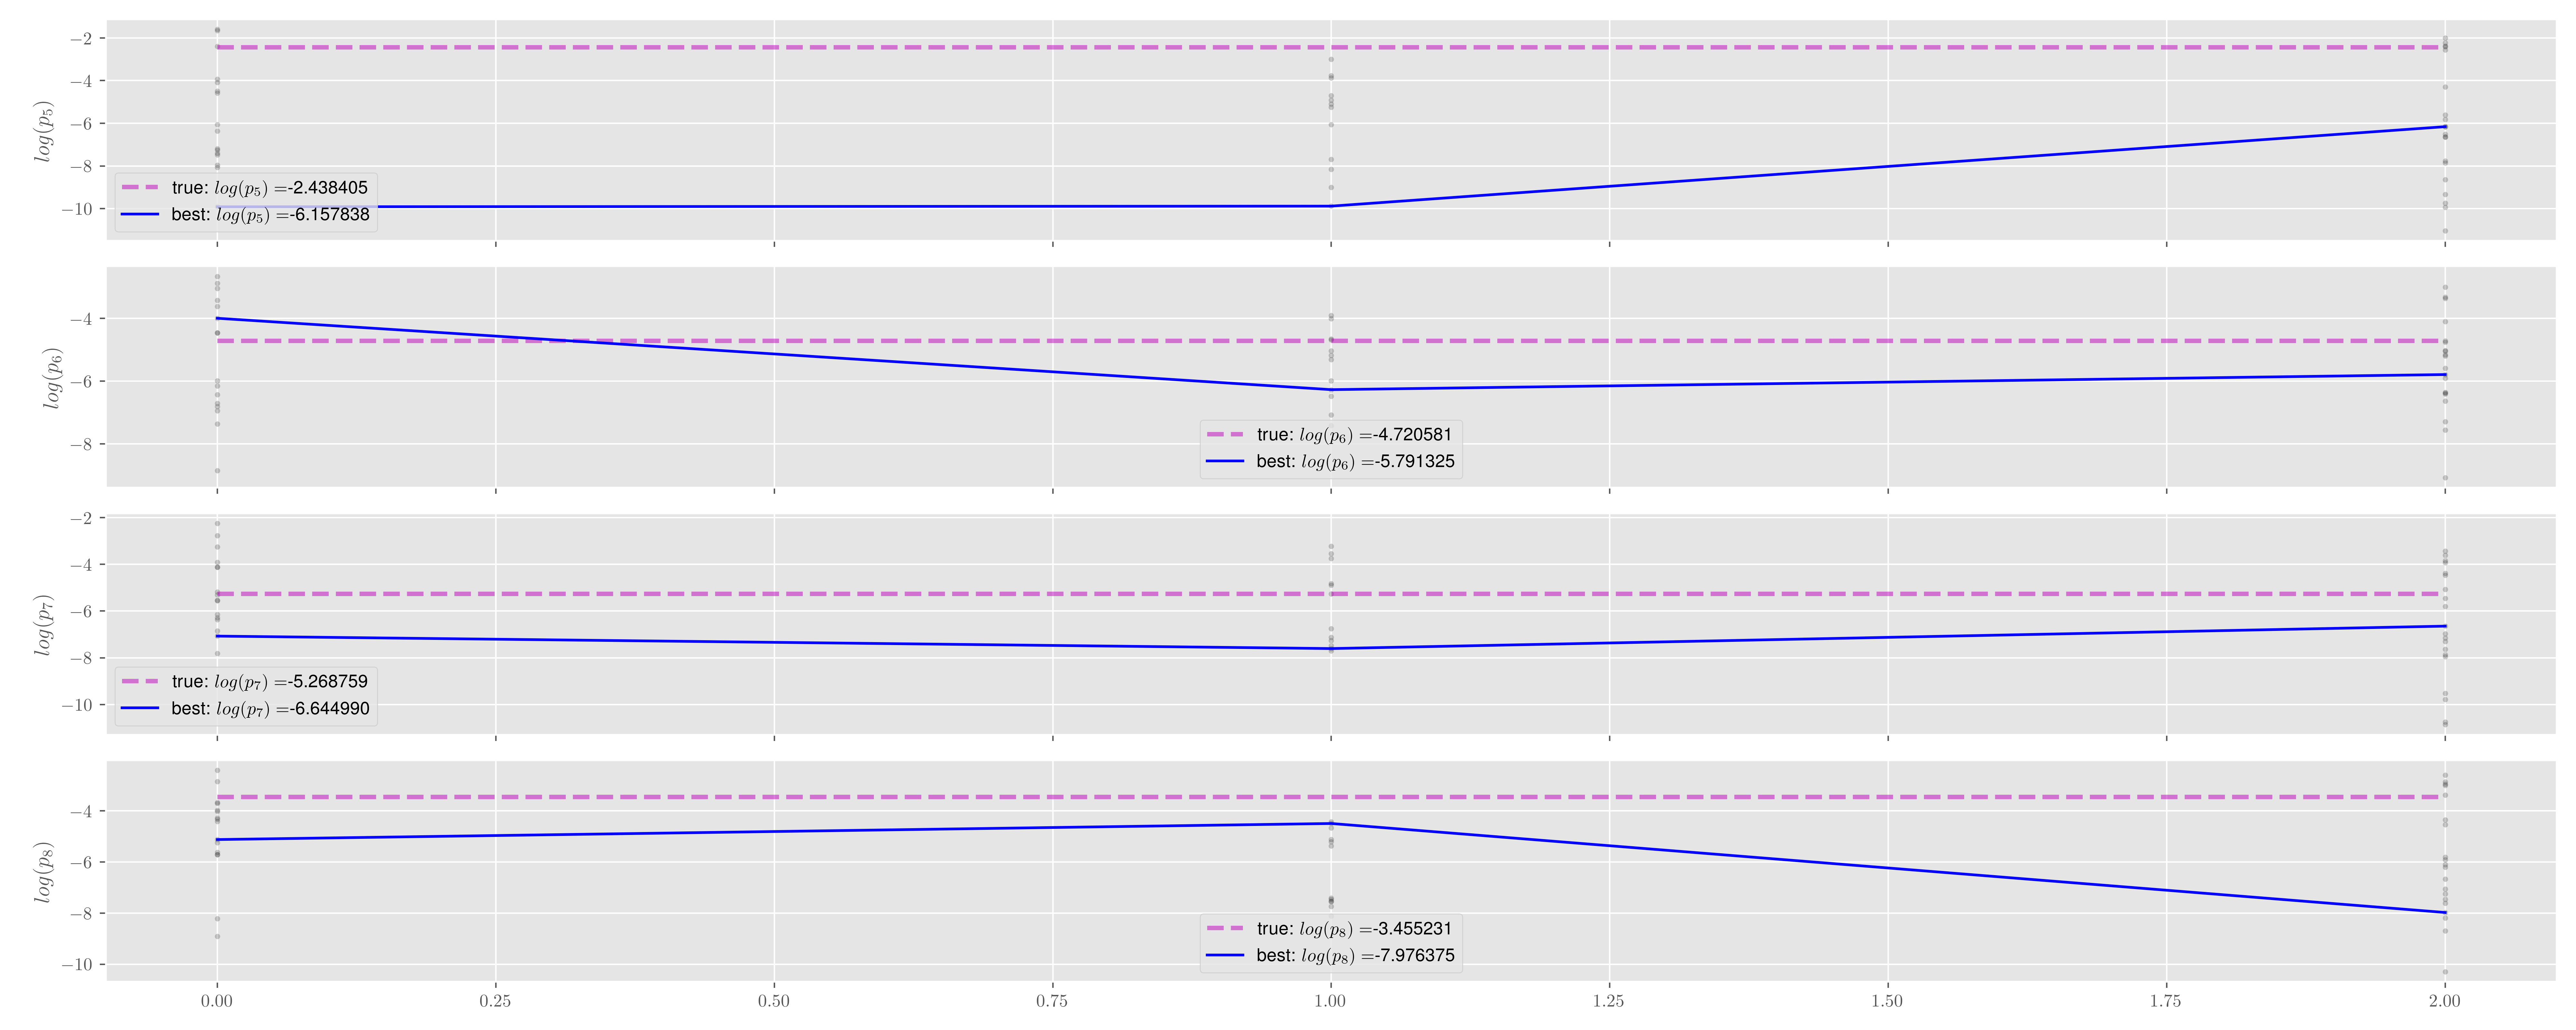 −2
−4
−6
−8
−10
log(p₅)
true: log(p₅) =-2.438405
best: log(p₅) =-6.157838
−4
−6
−8
log(p₆)
true: log(p₆) =-4.720581
best: log(p₆) =-5.791325
−2
−4
−6
−8
−10
log(p₇)
true: log(p₇) =-5.268759
best: log(p₇) =-6.644990
−4
−6
−8
−10
log(p₈)
true: log(p₈) =-3.455231
best: log(p₈) =-7.976375
0.00 0.25 0.50 0.75 1.00 1.25 1.50 1.75 2.00